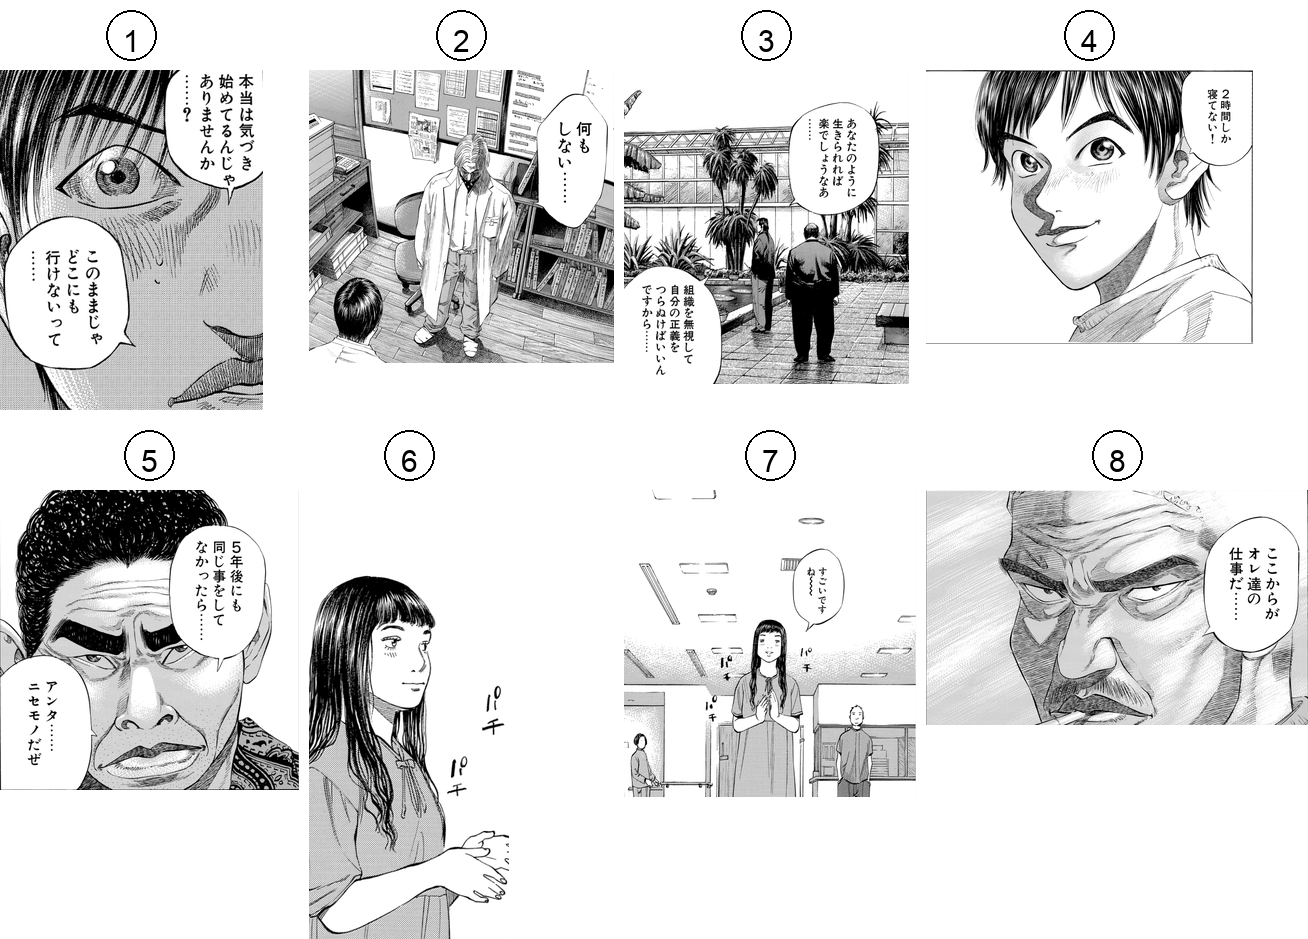 1
本当は気づき
始めてるんじゃ
ありませんか
……?
このままじゃ
どこにも
行けないって
……
2
何も
しない……
3
あなたのように
生きられれば
楽でしょうなあ
……
組織を無視して
自分の正義を
つらぬけばいいん
ですから……
4
2時間しか
寝てない!
5
5年後にも
同じ事をして
なかったら……
アンタ……
ニセモノだぜ
6
パチ
パチ
7
すごいです
ね~~~
パチ
パチ
パチ
8
ここからが
オレ達の
仕事だ……